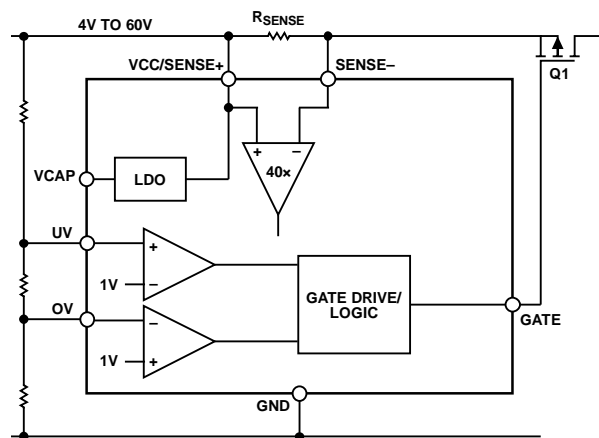 4V TO 60V
RSENSE
VCC/SENSE+
SENSE–
Q1
+
–
40×
VCAP
LDO
UV
+
1V
–
GATE DRIVE/
LOGIC
OV
–
GATE
1V
+
GND